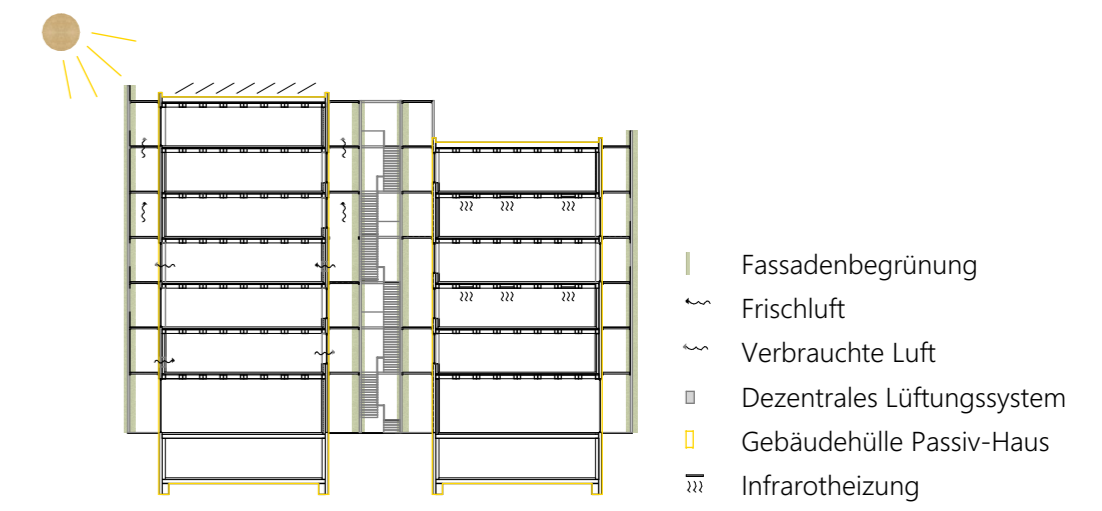 Fassadenbegrünung
Frischluft
Verbrauchte Luft
Dezentrales Lüftungssystem
Gebäudehülle Passiv-Haus
Infrarotheizung